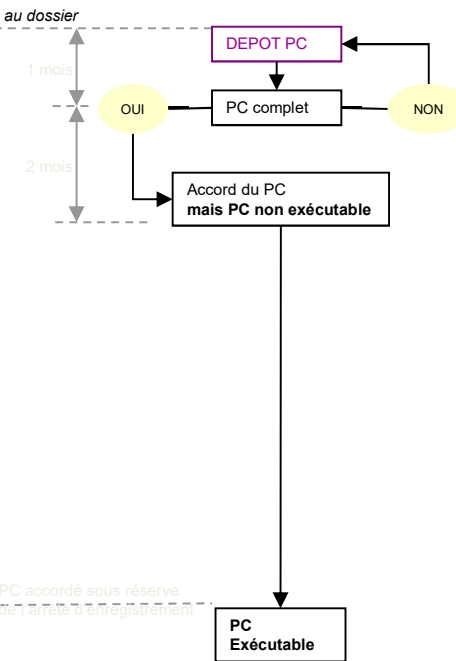 au dossier
DEPOT PC
1 mois
OUI
PC complet
NON
2 mois
Accord du PC
mais PC non exécutable
PC accordé sous réserve
de l'arrêté d'enregistrement
PC
Exécutable